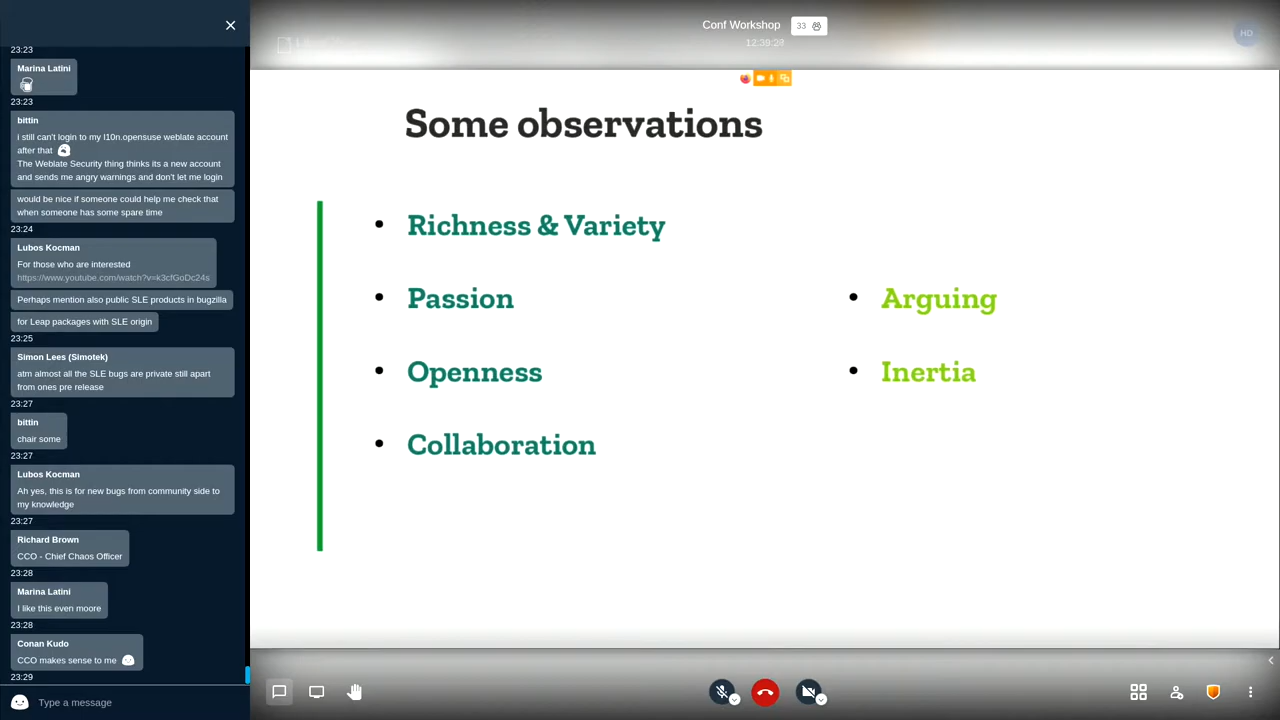 23:23
Marina Latini
23:23
bittin
i still can't login to my l10n.opensuse weblate account
after that
The Weblate Security thing thinks its a new account
and sends me angry warnings and don't let me login
would be nice if someone could help me check that
when someone has some spare time
23:24
Lubos Kocman
For those who are interested
https://www.youtube.com/watch?v=k3cfGoDc24s
Perhaps mention also public SLE products in bugzilla
for Leap packages with SLE origin
23:25
Simon Lees (Simotek)
atm almost all the SLE bugs are private still apart
from ones pre release
23:27
bittin
chair some
23:27
Lubos Kocman
Ah yes, this is for new bugs from community side to
my knowledge
23:27
Richard Brown
CCO - Chief Chaos Officer
23:28
Marina Latini
I like this even moore
23:28
Conan Kudo
CCO makes sense to me
23:29
Type a message
Conf Workshop
33
12:39:28
HD
Some observations
• Richness & Variety
• Passion
• Openness
• Collaboration
• Arguing
• Inertia